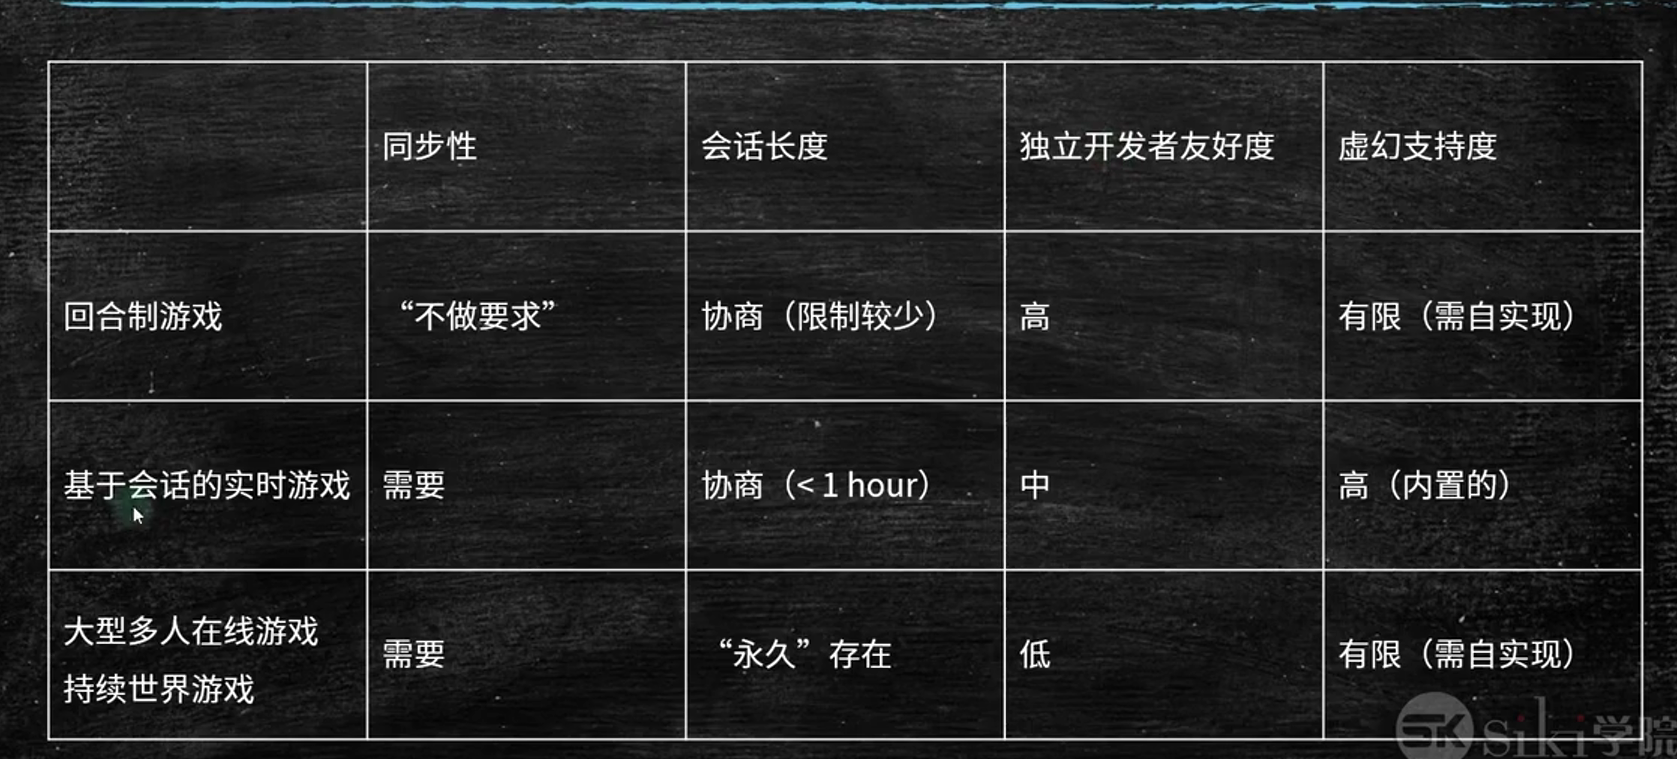 同步性
会话长度
独立开发者友好度
虚幻支持度
回合制游戏
“不做要求”
协商（限制较少）
高
有限（需自实现）
基于会话的实时游戏
需要
协商（< 1 hour）
中
高（内置的）
大型多人在线游戏
持续世界游戏
需要
“永久”存在
低
有限（需自实现）
SK siki学院